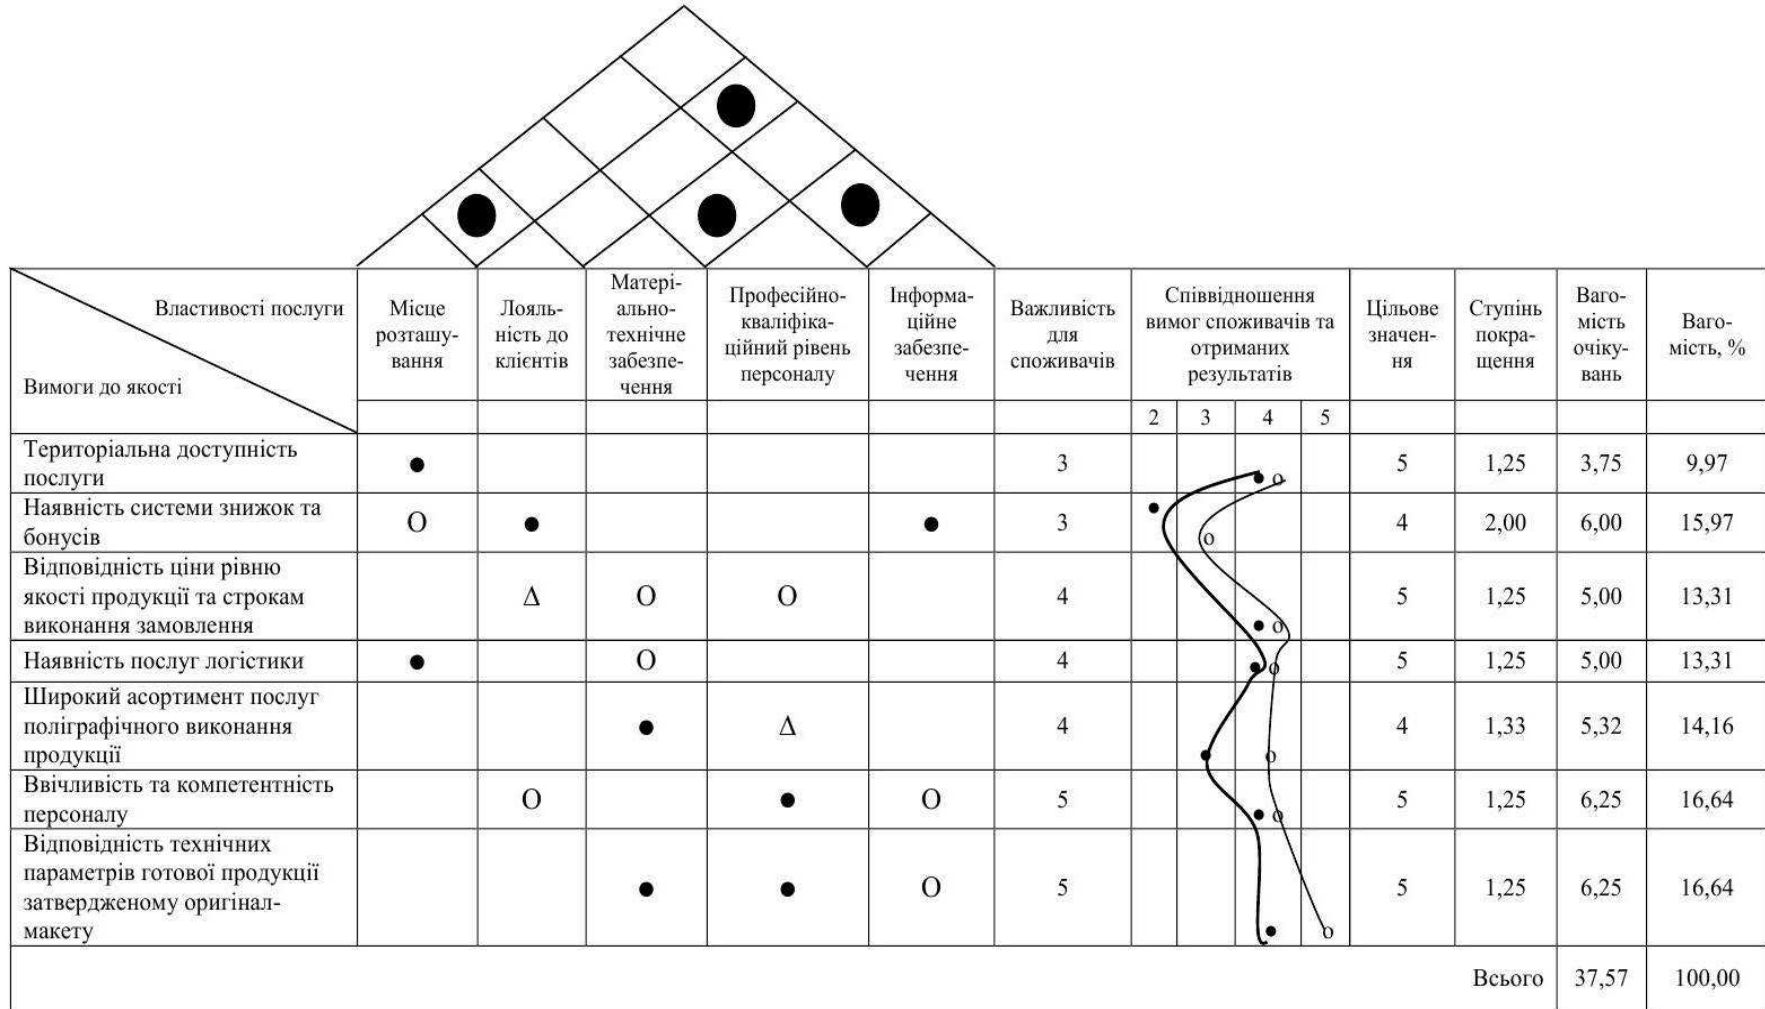 Властивості послуги
Вимоги до якості
Місце
розташу-
вання
Лояль-
ність до
клієнтів
Матері-
ально-
технічне
забезпе-
чення
Професійно-
кваліфіка-
ційний рівень
персоналу
Інформа-
ційне
забезпе-
чення
Важливість
для
споживачів
Співвідношення
вимог споживачів та
отриманих
результатів
Цільове
значен-
ня
Ступінь
покра-
щення
Ваго-
мість
очіку-
вань
Ваго-
мість, %
2 3 4 5
Територіальна доступність
послуги
● 3 ● о 5 1,25 3,75 9,97
Наявність системи знижок та
бонусів
О ● ● 3 ● о 4 2,00 6,00 15,97
Відповідність ціни рівню
якості продукції та строкам
виконання замовлення
Δ О О 4 ● о 5 1,25 5,00 13,31
Наявність послуг логістики
● О 4 ● о 5 1,25 5,00 13,31
Широкий асортимент послуг
поліграфічного виконання
продукції
● Δ 4 ● о 4 1,33 5,32 14,16
Ввічливість та компетентність
персоналу
О ● О 5 ● о 5 1,25 6,25 16,64
Відповідність технічних
параметрів готової продукції
затвердженому оригінал-
макету
● ● О 5 ● о 5 1,25 6,25 16,64
Всього 37,57 100,00